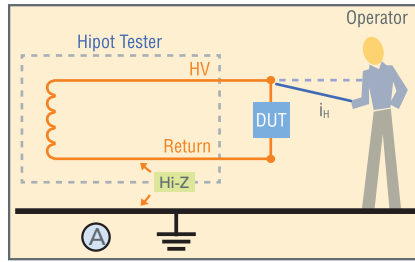 Operator
Hipot Tester
HV
iH
DUT
Return
Hi-Z
A